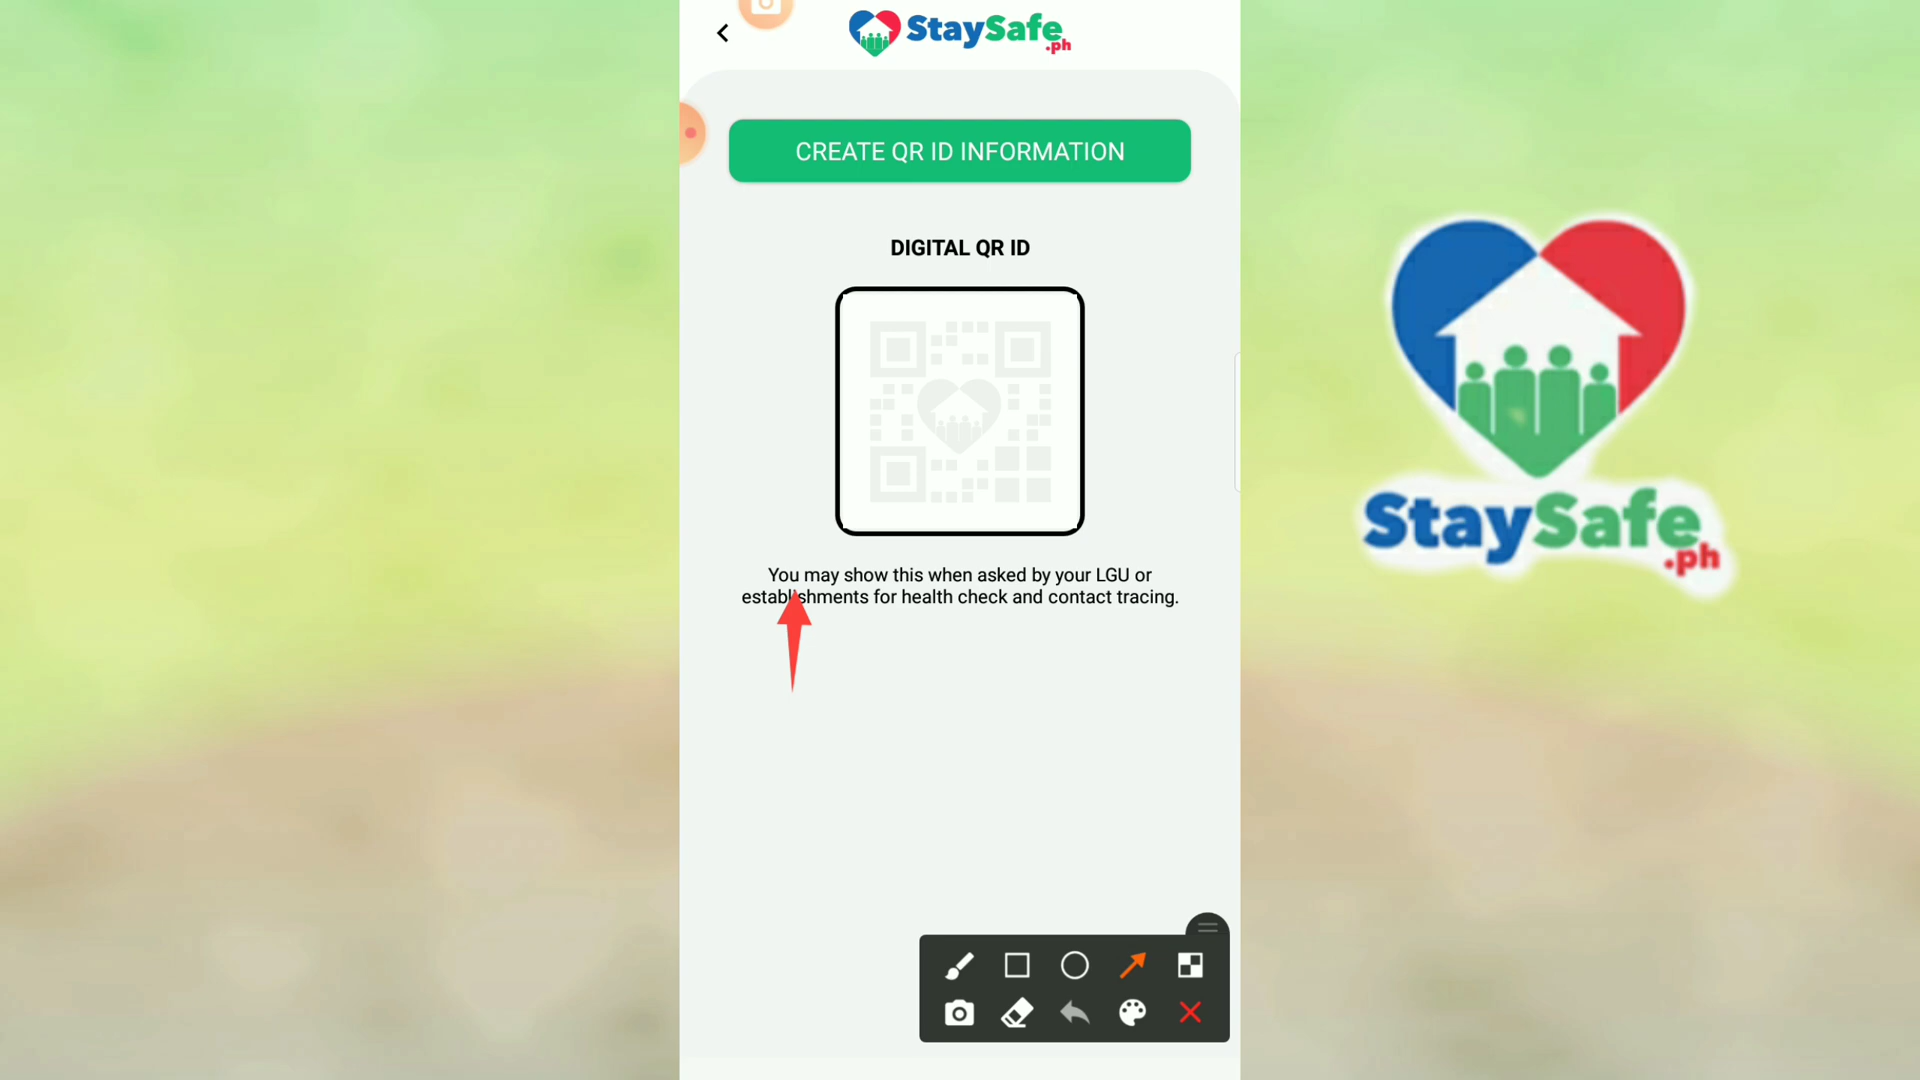 StaySafe.ph
CREATE QR ID INFORMATION
DIGITAL QR ID
You may show this when asked by your LGU or
establishments for health check and contact tracing.
StaySafe
.ph